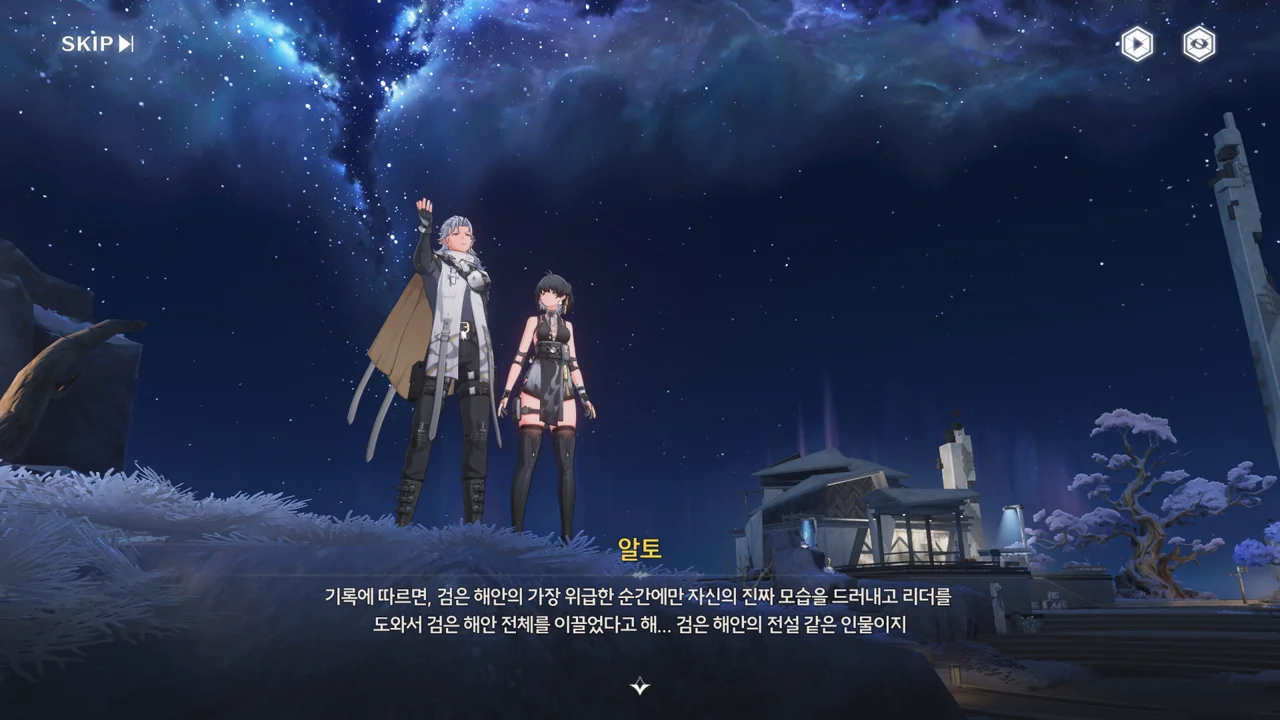 SKIP
알토
기록에 따르면, 검은 해안의 가장 위급한 순간에만 자신의 진짜 모습을 드러내고 리더를
도와서 검은 해안 전체를 이끌었다고 해... 검은 해안의 전설 같은 인물이지